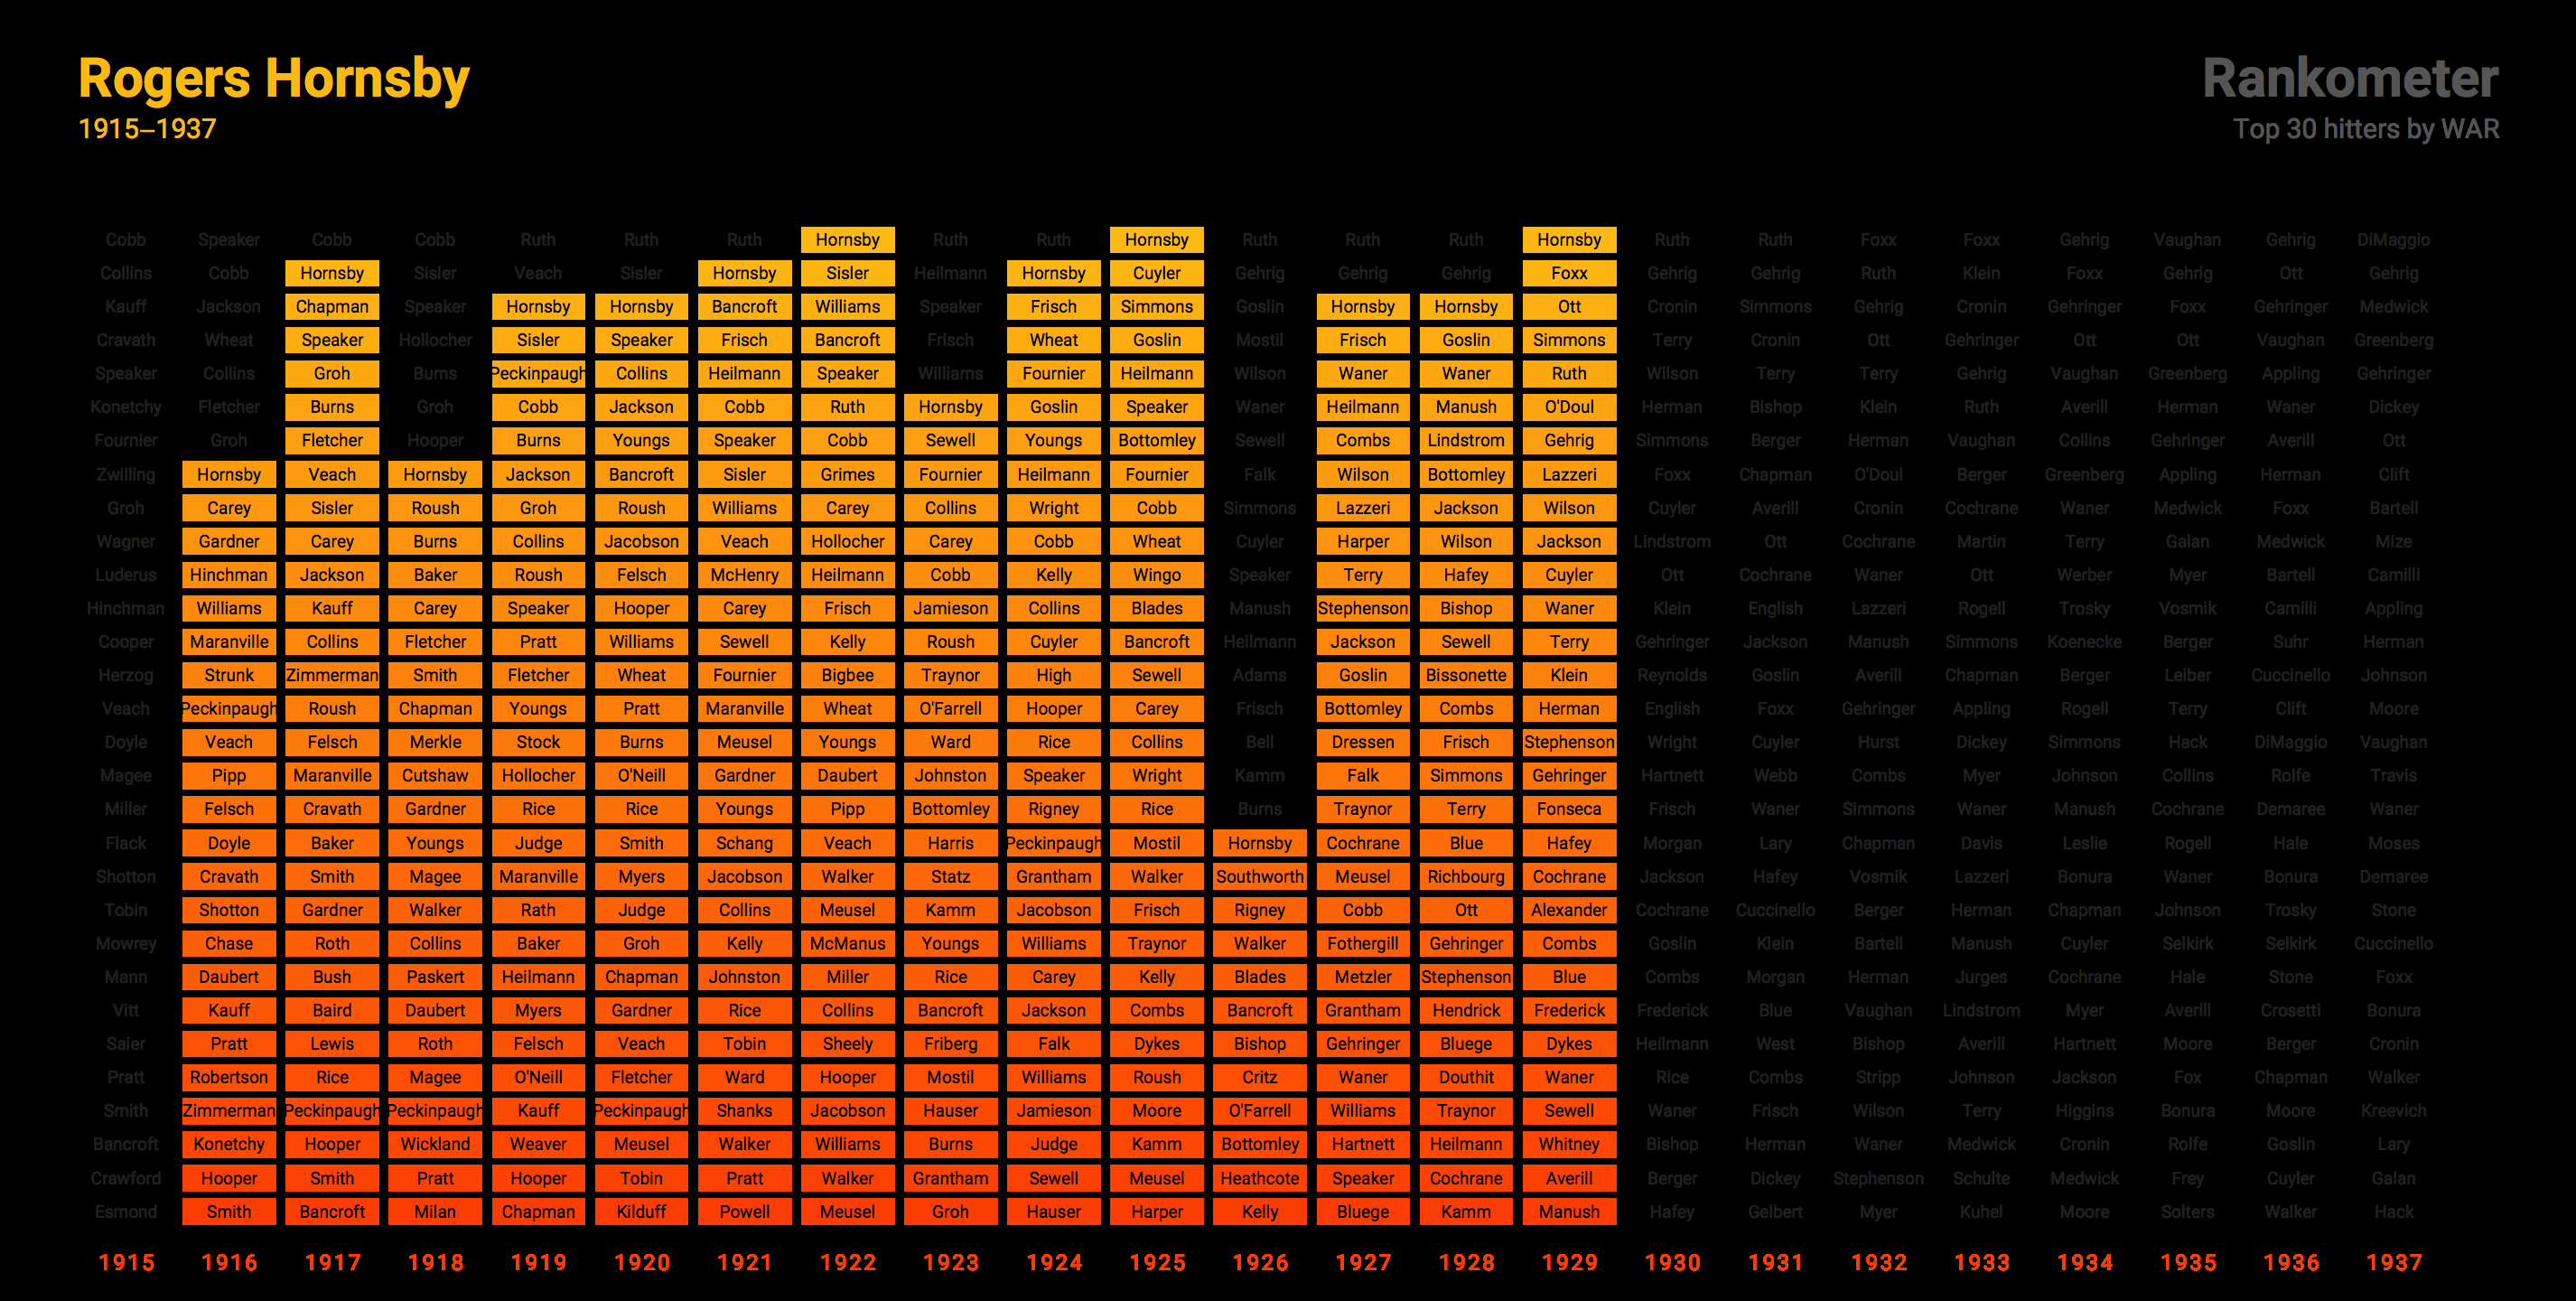 Rogers Hornsby
1915–1937
Rankometer
Top 30 hitters by WAR
Cobb Speaker Cobb Cobb Ruth Ruth Ruth Hornsby Ruth Ruth Hornsby Ruth Ruth Ruth Hornsby Ruth Ruth Foxx Foxx Gehrig Vaughan Gehrig DiMaggio
Collins Cobb Hornsby Sisler Veach Sisler Hornsby Sisler Heilmann Hornsby Cuyler Gehrig Gehrig Gehrig Foxx Gehrig Gehrig Ruth Klein Foxx Gehrig Ott Gehrig
Kauff Jackson Chapman Speaker Hornsby Hornsby Bancroft Williams Speaker Frisch Simmons Goslin Hornsby Hornsby Ott Cronin Simmons Gehrig Cronin Gehringer Foxx Gehringer Medwick
Cravath Wheat Speaker Hollocher Sisler Speaker Frisch Bancroft Frisch Wheat Goslin Mostil Frisch Goslin Simmons Terry Cronin Ott Gehringer Ott Ott Vaughan Greenberg
Speaker Collins Groh Burns Peckinpaugh Collins Heilmann Speaker Williams Fournier Heilmann Wilson Waner Waner Ruth Wilson Terry Terry Gehrig Vaughan Greenberg Appling Gehringer
Konetchy Fletcher Burns Groh Cobb Jackson Cobb Ruth Hornsby Goslin Speaker Waner Heilmann Manush O'Doul Herman Bishop Klein Ruth Averill Herman Waner Dickey
Fournier Groh Fletcher Hooper Burns Youngs Speaker Cobb Sewell Youngs Bottomley Sewell Combs Lindstrom Gehrig Simmons Berger Herman Vaughan Collins Gehringer Averill Ott
Zwilling Hornsby Veach Hornsby Jackson Bancroft Sisler Grimes Fournier Heilmann Fournier Falk Wilson Bottomley Lazzeri Foxx Chapman O'Doul Berger Greenberg Appling Herman Clift
Groh Carey Sisler Roush Groh Roush Williams Carey Collins Wright Cobb Simmons Lazzeri Jackson Wilson Cuyler Averill Cronin Cochrane Waner Medwick Foxx Bartell
Wagner Gardner Carey Burns Collins Jacobson Veach Hollocher Carey Cobb Wheat Cuyler Harper Wilson Jackson Lindstrom Ott Cochrane Martin Terry Galan Medwick Mize
Luderus Hinchman Jackson Baker Roush Felsch McHenry Heilmann Cobb Kelly Wingo Speaker Terry Hafey Cuyler Ott Cochrane Waner Ott Werber Myer Bartell Camilli
Hinchman Williams Kauff Carey Speaker Hooper Carey Frisch Jamieson Collins Blades Manush Stephenson Bishop Waner Klein English Lazzeri Rogell Trosky Vosmik Camilli Appling
Cooper Maranville Collins Fletcher Pratt Williams Sewell Kelly Roush Cuyler Bancroft Heilmann Jackson Sewell Terry Gehringer Jackson Manush Simmons Koenecke Berger Suhr Herman
Herzog Strunk Zimmerman Smith Fletcher Wheat Fournier Bigbee Traynor High Sewell Adams Goslin Bissonette Klein Reynolds Goslin Averill Chapman Berger Leiber Cuccinello Johnson
Veach Peckinpaugh Roush Chapman Youngs Pratt Maranville Wheat O'Farrell Hooper Carey Frisch Bottomley Combs Herman English Foxx Gehringer Appling Rogell Terry Clift Moore
Doyle Veach Felsch Merkle Stock Burns Meusel Youngs Ward Rice Collins Bell Dressen Frisch Stephenson Wright Cuyler Hurst Dickey Simmons Hack DiMaggio Vaughan
Magee Pipp Maranville Cutshaw Hollocher O'Neill Gardner Daubert Johnston Speaker Wright Kamm Falk Simmons Gehringer Hartnett Webb Combs Myer Johnson Collins Rolfe Travis
Miller Felsch Cravath Gardner Rice Rice Youngs Pipp Bottomley Rigney Rice Burns Traynor Terry Fonseca Frisch Waner Simmons Waner Manush Cochrane Demaree Waner
Flack Doyle Baker Youngs Judge Smith Schang Veach Harris Peckinpaugh Mostil Hornsby Cochrane Blue Hafey Morgan Lary Chapman Davis Leslie Rogell Hale Moses
Shotton Cravath Smith Magee Maranville Myers Jacobson Walker Statz Grantham Walker Southworth Meusel Richbourg Cochrane Jackson Hafey Vosmik Lazzeri Bonura Waner Bonura Demaree
Tobin Shotton Gardner Walker Rath Judge Collins Meusel Kamm Jacobson Frisch Rigney Cobb Ott Alexander Cochrane Cuccinello Berger Herman Chapman Johnson Trosky Stone
Mowrey Chase Roth Collins Baker Groh Kelly McManus Youngs Williams Traynor Walker Fothergill Gehringer Combs Goslin Klein Bartell Manush Cuyler Selkirk Selkirk Cuccinello
Mann Daubert Bush Paskert Heilmann Chapman Johnston Miller Rice Carey Kelly Blades Metzler Stephenson Blue Combs Morgan Herman Jurges Cochrane Hale Stone Foxx
Vitt Kauff Baird Daubert Myers Gardner Rice Collins Bancroft Jackson Combs Bancroft Grantham Hendrick Frederick Frederick Blue Vaughan Lindstrom Myer Averill Crosetti Bonura
Saier Pratt Lewis Roth Felsch Veach Tobin Sheely Friberg Falk Dykes Bishop Gehringer Bluege Dykes Heilmann West Bishop Averill Hartnett Moore Berger Cronin
Pratt Robertson Rice Magee O'Neill Fletcher Ward Hooper Mostil Williams Roush Critz Waner Douthit Waner Rice Combs Stripp Johnson Jackson Fox Chapman Walker
Smith Zimmerman Peckinpaugh Peckinpaugh Kauff Peckinpaugh Shanks Jacobson Hauser Jamieson Moore O'Farrell Williams Traynor Sewell Waner Frisch Wilson Terry Higgins Bonura Moore Kreevich
Bancroft Konetchy Hooper Wickland Weaver Meusel Walker Williams Burns Judge Kamm Bottomley Hartnett Heilmann Whitney Bishop Herman Waner Medwick Cronin Rolfe Goslin Lary
Crawford Hooper Smith Pratt Hooper Tobin Pratt Walker Grantham Sewell Meusel Heathcote Speaker Cochrane Averill Berger Dickey Stephenson Schulte Medwick Frey Cuyler Galan
Esmond Smith Bancroft Milan Chapman Kilduff Powell Meusel Groh Hauser Harper Kelly Bluege Kamm Manush Hafey Gelbert Myer Kuhel Moore Solters Walker Hack
1915 1916 1917 1918 1919 1920 1921 1922 1923 1924 1925 1926 1927 1928 1929 1930 1931 1932 1933 1934 1935 1936 1937